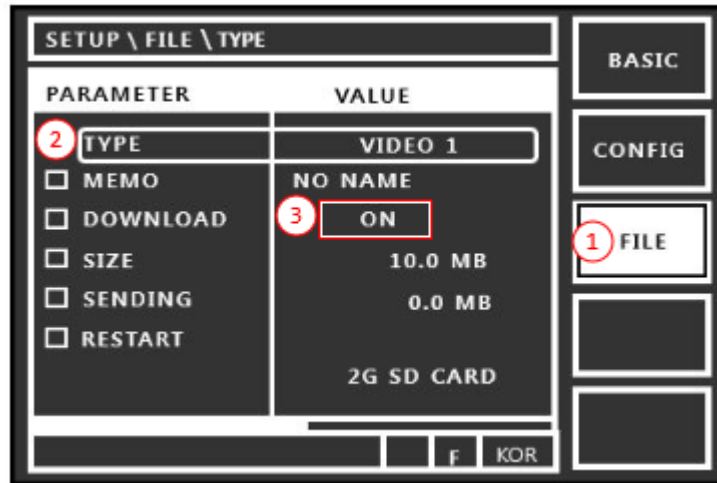 SETUP \ FILE \ TYPE
BASIC
PARAMETER VALUE
2 TYPE VIDEO 1
CONFIG
MEMO NO NAME
DOWNLOAD 3 ON
1 FILE
SIZE 10.0 MB
SENDING 0.0 MB
RESTART
2G SD CARD
F KOR